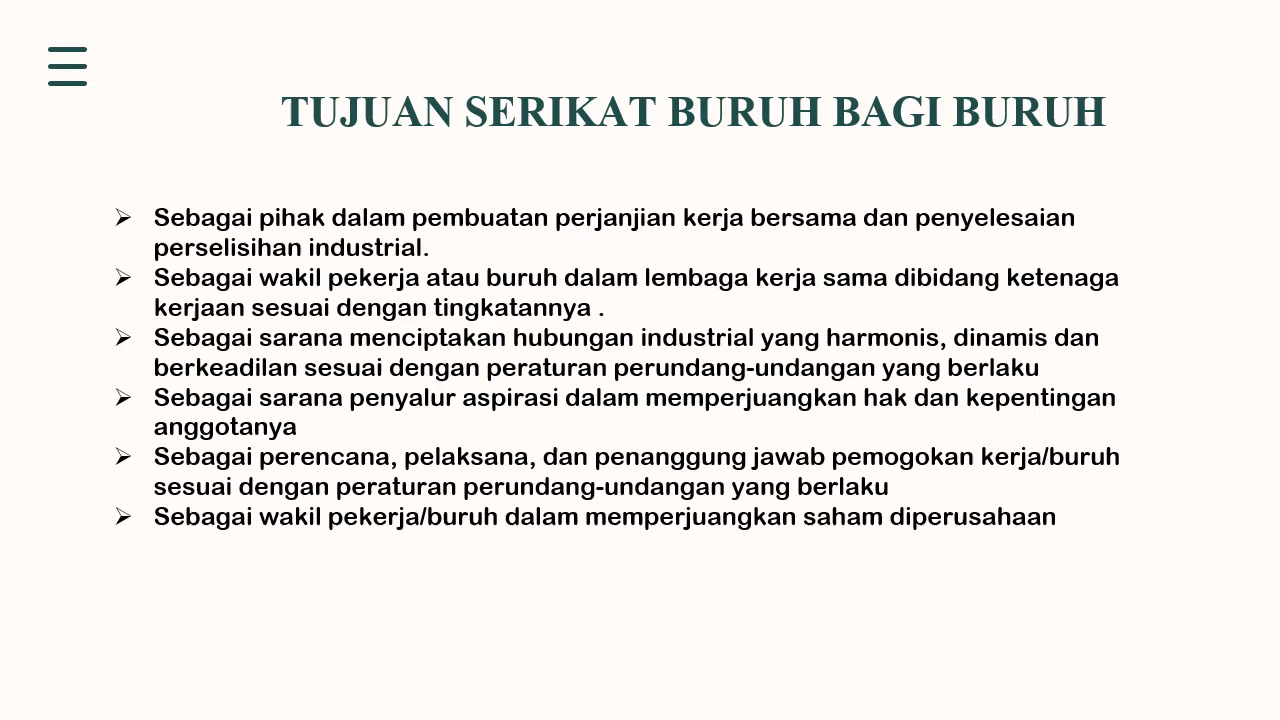 TUJUAN SERIKAT BURUH BAGI BURUH
➢ Sebagai pihak dalam pembuatan perjanjian kerja bersama dan penyelesaian
perselisihan industrial.
➢ Sebagai wakil pekerja atau buruh dalam lembaga kerja sama dibidang ketenaga
kerjaan sesuai dengan tingkatannya .
➢ Sebagai sarana menciptakan hubungan industrial yang harmonis, dinamis dan
berkeadilan sesuai dengan peraturan perundang-undangan yang berlaku
➢ Sebagai sarana penyalur aspirasi dalam memperjuangkan hak dan kepentingan
anggotanya
➢ Sebagai perencana, pelaksana, dan penanggung jawab pemogokan kerja/buruh
sesuai dengan peraturan perundang-undangan yang berlaku
➢ Sebagai wakil pekerja/buruh dalam memperjuangkan saham diperusahaan